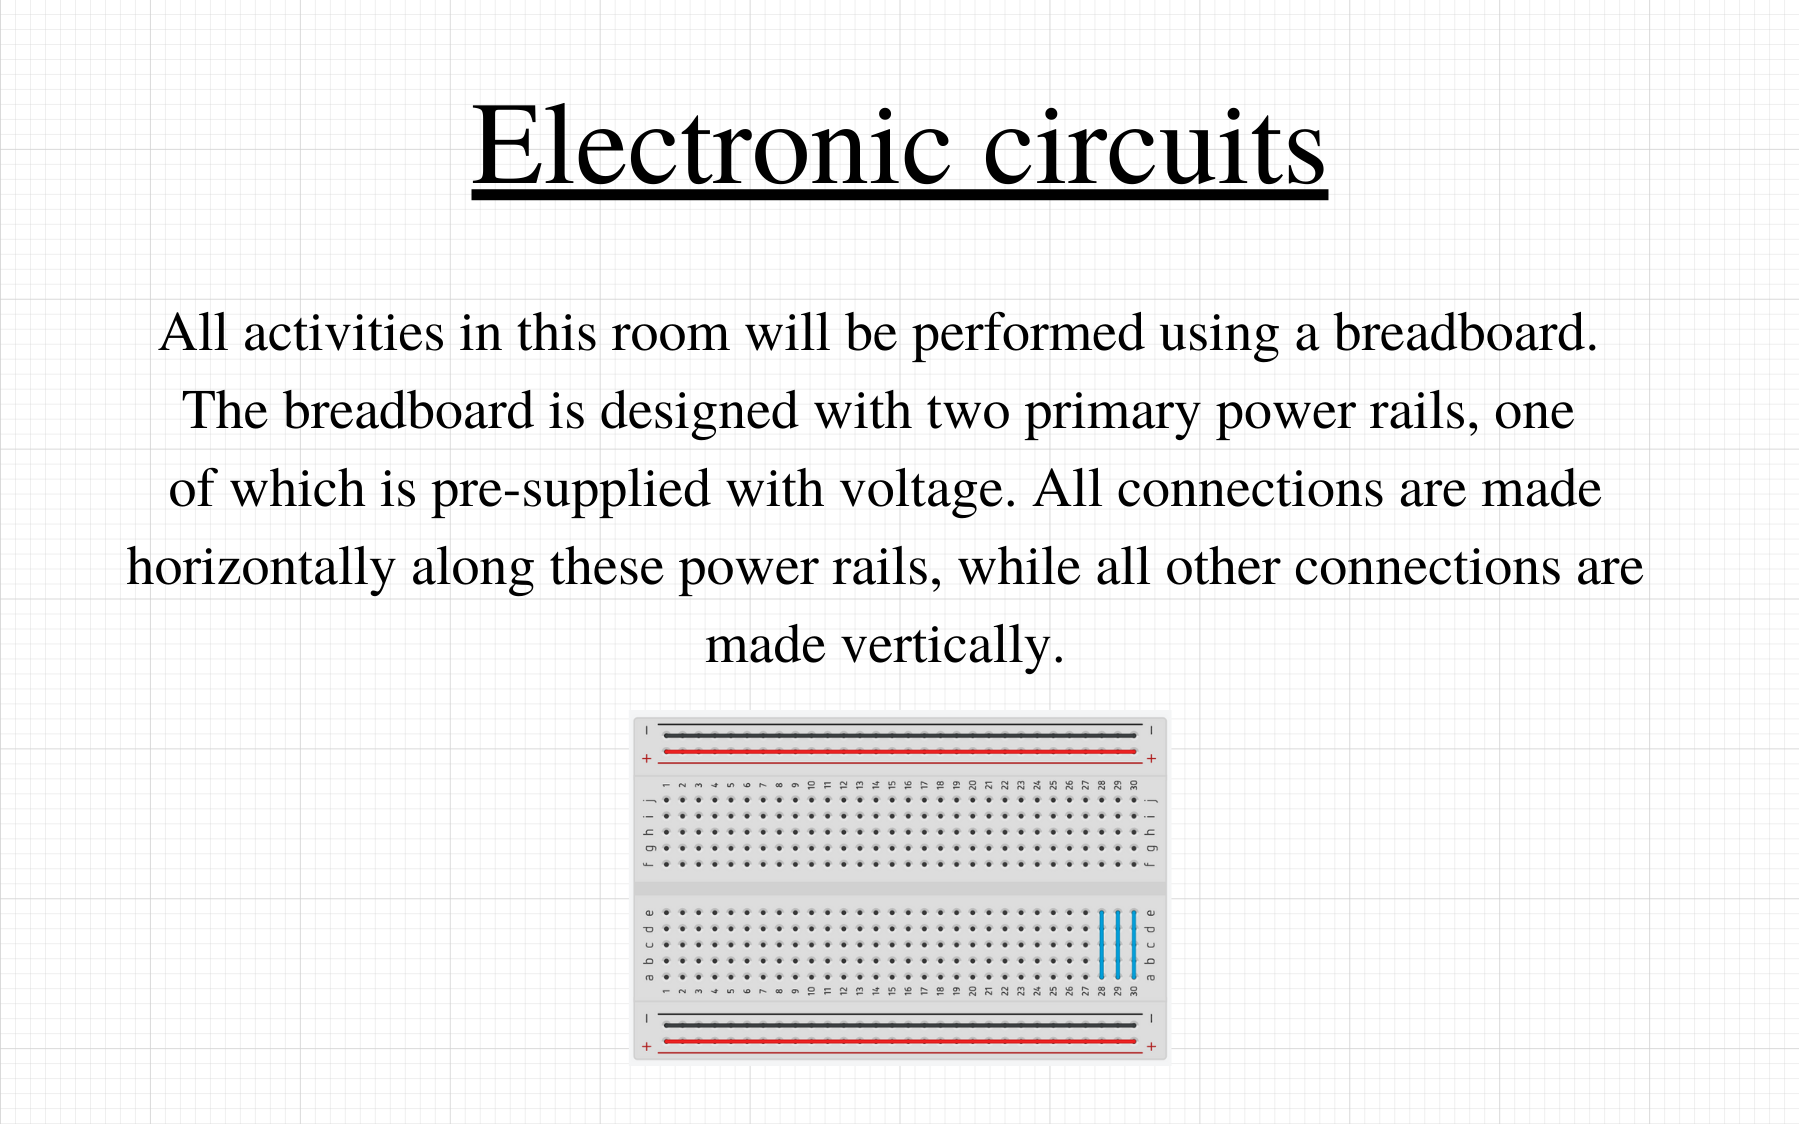 Electronic circuits
All activities in this room will be performed using a breadboard.
The breadboard is designed with two primary power rails, one
of which is pre-supplied with voltage. All connections are made
horizontally along these power rails, while all other connections are
made vertically.
− −
+ +
1 2 3 4 5 6 7 8 9 10 11 12 13 14 15 16 17 18 19 20 21 22 23 24 25 26 27 28 29 30
j j
i i
h h
g g
f f
e e
d d
c c
b b
a a
1 2 3 4 5 6 7 8 9 10 11 12 13 14 15 16 17 18 19 20 21 22 23 24 25 26 27 28 29 30
− −
+ +